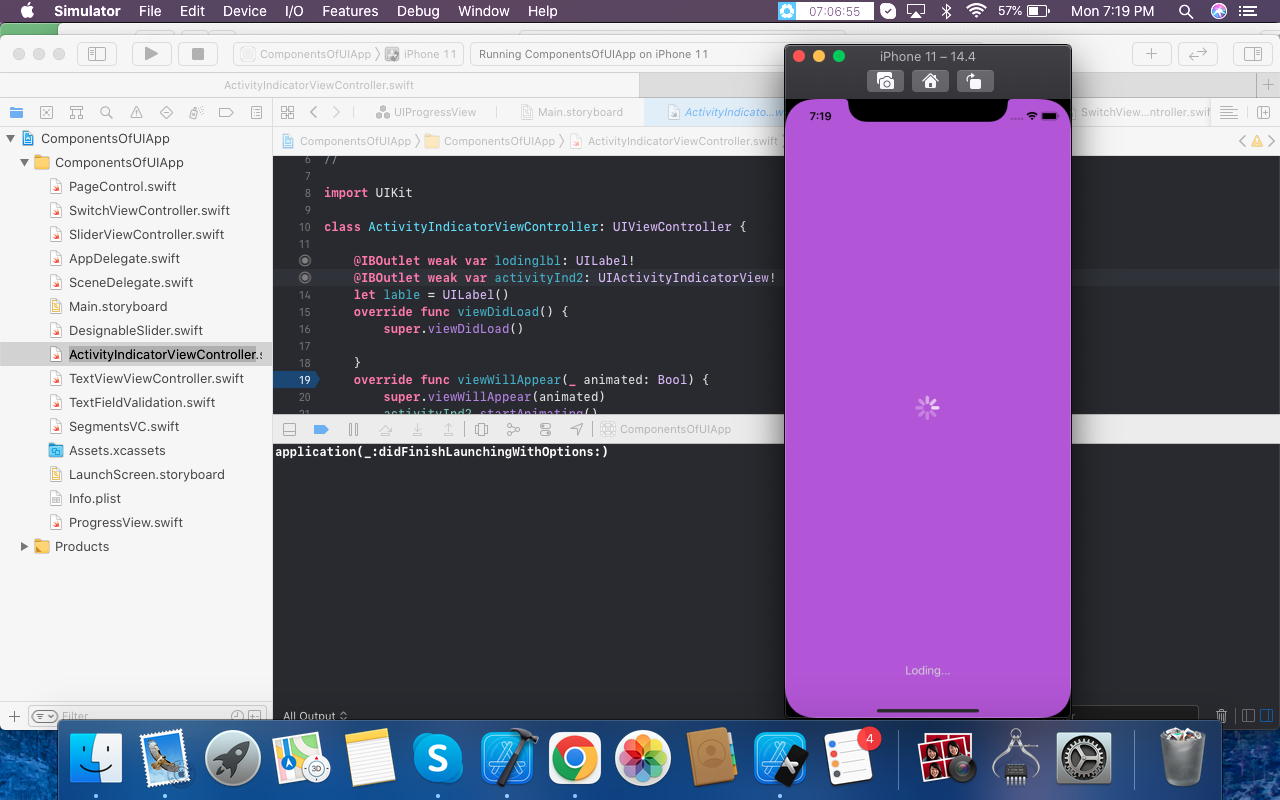 Simulator File Edit Device I/O Features Debug Window Help 07:06:55 57% Mon 7:19 PM
ComponentsOfUIApp iPhone 11 Running ComponentsOfUIApp on iPhone 11
iPhone 11 – 14.4
ActivityIndicatorViewController.swift
UIProgressView Main.storyboard ActivityIndicato...w SwitchView...ntroller.swif
ComponentsOfUIApp ComponentsOfUIApp ActivityIndicatorViewController.swift
7:19
ComponentsOfUIApp
ComponentsOfUIApp
PageControl.swift
SwitchViewController.swift
SliderViewController.swift
AppDelegate.swift
SceneDelegate.swift
Main.storyboard
DesignableSlider.swift
ActivityIndicatorViewController.s
TextViewViewController.swift
TextFieldValidation.swift
SegmentsVC.swift
Assets.xcassets
LaunchScreen.storyboard
Info.plist
ProgressView.swift
Products
Filter
6 //
7
8 import UIKit
9
10 class ActivityIndicatorViewController: UIViewController {
11
@IBOutlet weak var lodinglbl: UILabel!
@IBOutlet weak var activityInd2: UIActivityIndicatorView!
14 let lable = UILabel()
15 override func viewDidLoad() {
16 super.viewDidLoad()
17
18 }
19 override func viewWillAppear(_ animated: Bool) {
20 super.viewWillAppear(animated)
21 activityInd2.startAnimating()
ComponentsOfUIApp
application(_:didFinishLaunchingWithOptions:)
All Output
Loding...
3D
4